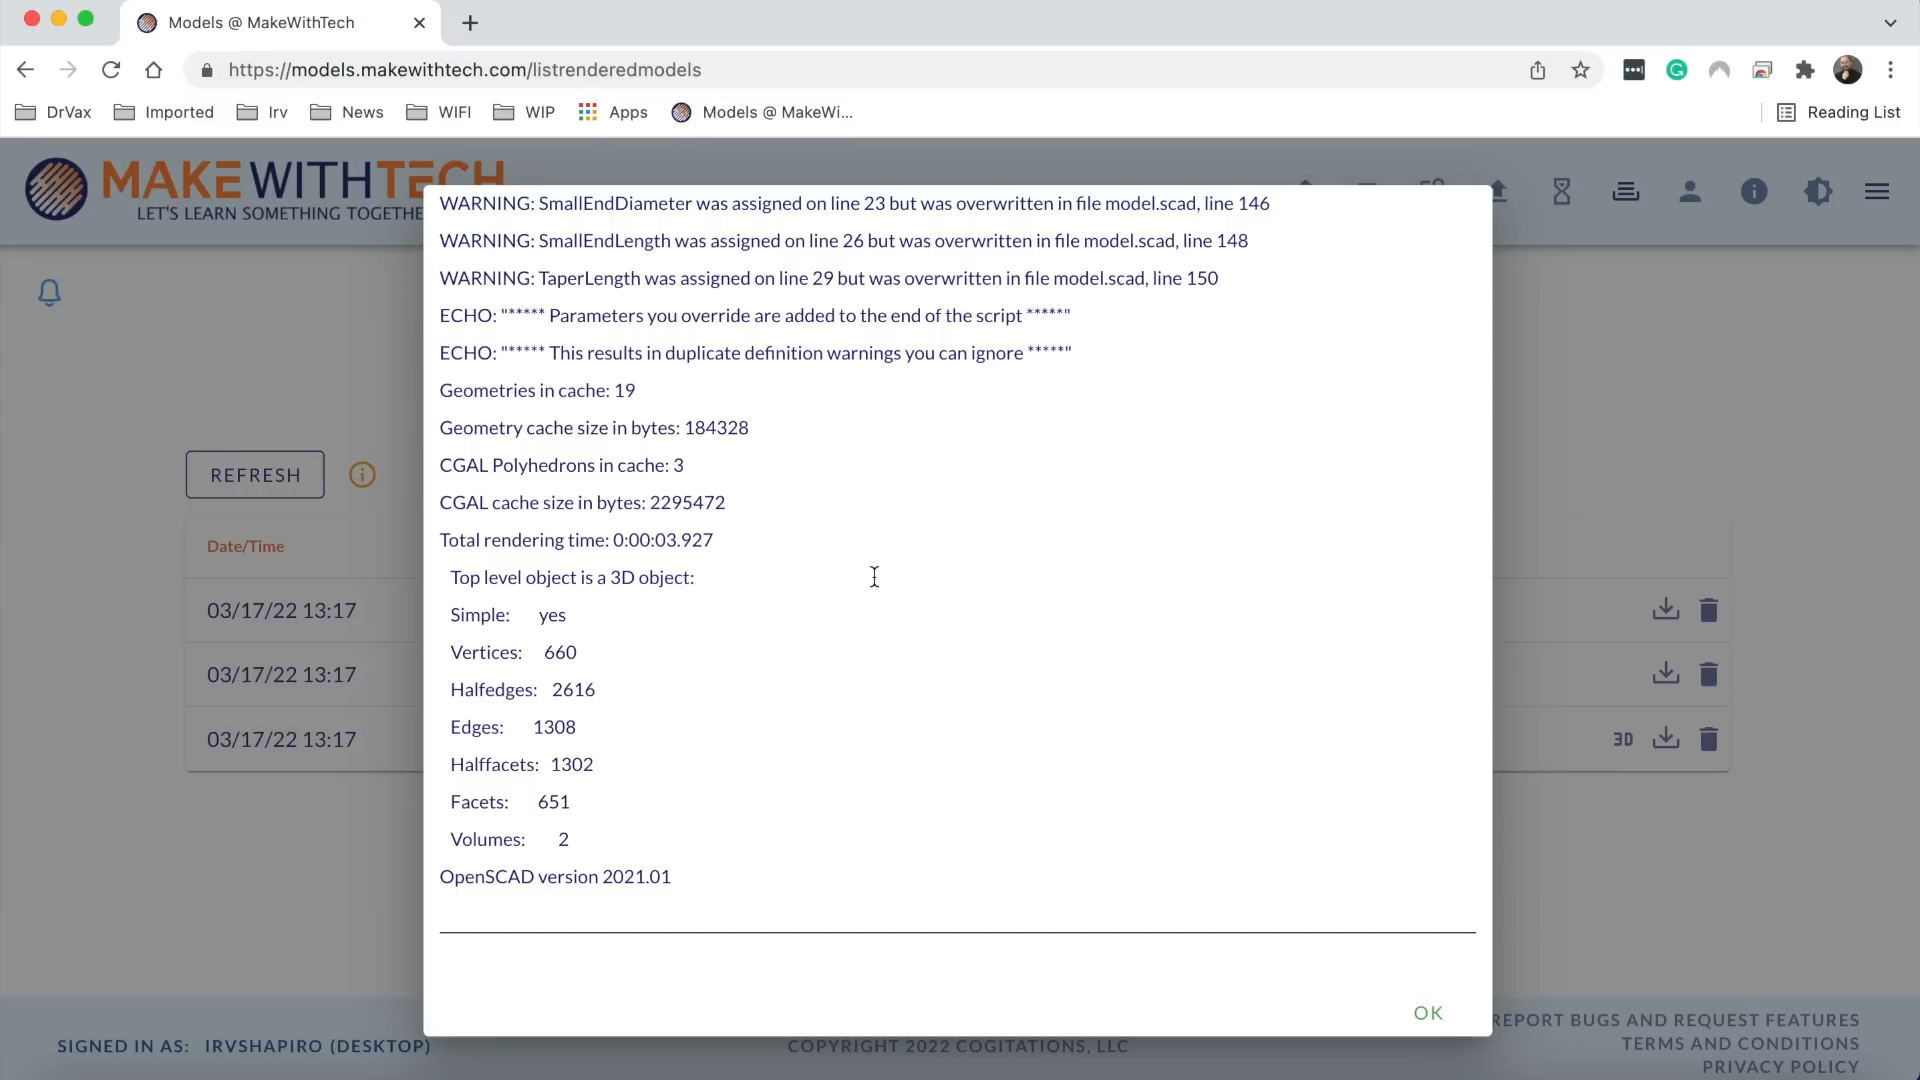 Models @ MakeWithTech
https://models.makewithtech.com/listrenderedmodels
DrVax Imported Irv News WIFI WIP Apps Models @ MakeWi... Reading List
MAKEWITHTECH
LET'S LEARN SOMETHING TOGETHE
WARNING: SmallEndDiameter was assigned on line 23 but was overwritten in file model.scad, line 146
WARNING: SmallEndLength was assigned on line 26 but was overwritten in file model.scad, line 148
WARNING: TaperLength was assigned on line 29 but was overwritten in file model.scad, line 150
ECHO: "***** Parameters you override are added to the end of the script *****"
ECHO: "***** This results in duplicate definition warnings you can ignore *****"
Geometries in cache: 19
Geometry cache size in bytes: 184328
CGAL Polyhedrons in cache: 3
CGAL cache size in bytes: 2295472
Total rendering time: 0:00:03.927
Top level object is a 3D object:
Simple: yes
Vertices: 660
Halfedges: 2616
Edges: 1308
Halffacets: 1302
Facets: 651
Volumes: 2
OpenSCAD version 2021.01
OK
REFRESH
Date/Time
03/17/22 13:17
03/17/22 13:17
03/17/22 13:17
3D
SIGNED IN AS: IRVSHAPIRO (DESKTOP)
COPYRIGHT 2022 COGITATIONS, LLC
REPORT BUGS AND REQUEST FEATURES
TERMS AND CONDITIONS
PRIVACY POLICY